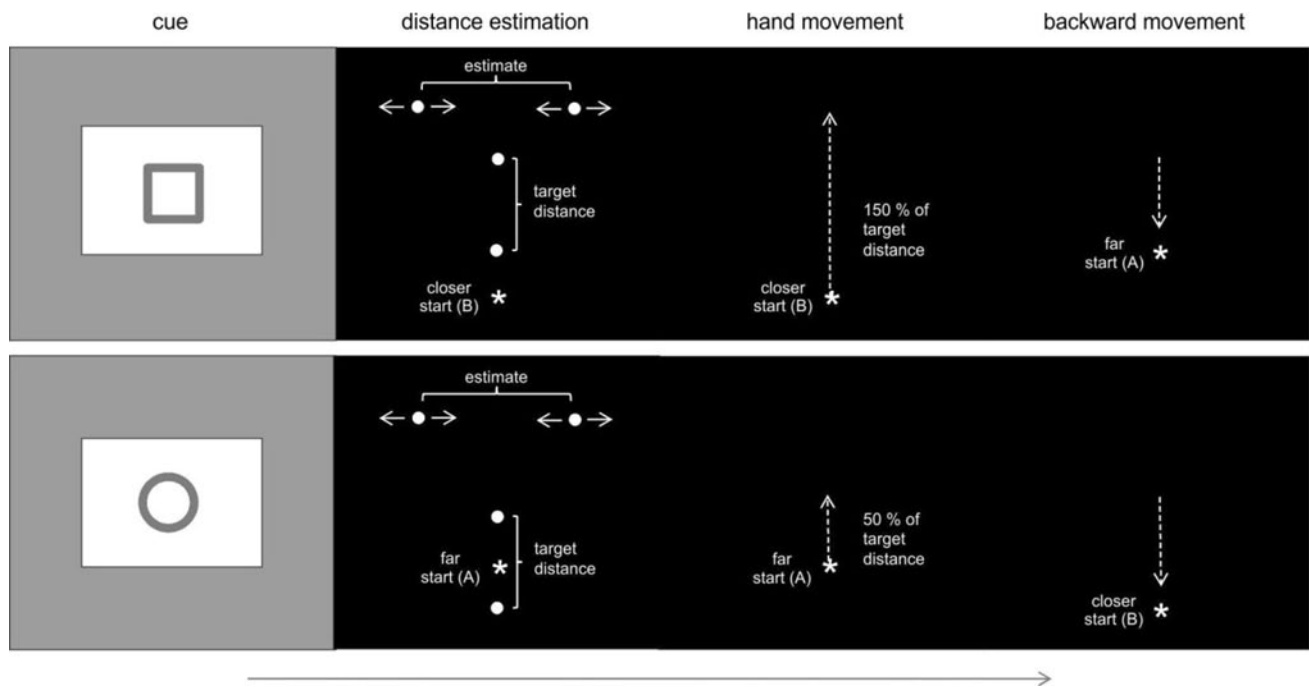 cue
distance estimation
hand movement
backward movement
estimate
target
distance
closer
start (B)
*
150 % of
target
distance
closer
start (B)
*
far
start (A)
*
estimate
far
start (A)
*
target
distance
50 % of
target
distance
far
start (A)
*
closer
start (B)
*